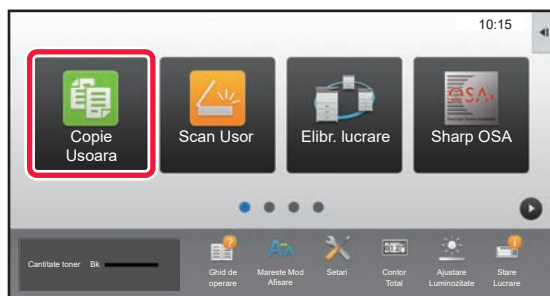 10:15
Copie
Usoara
Scan Usor
Elibr. lucrare
Sharp OSA
Cantitate toner Bk
Ghid de
operare
Mareste Mod
Afisare
Setari
Contor
Total
Ajustare
Luminozitate
Stare
Lucrare